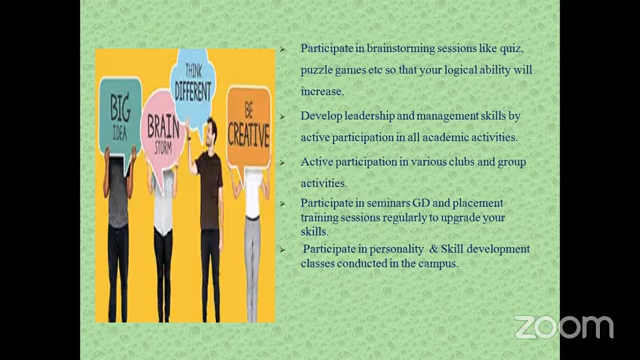 BIG
IDEA
BRAIN
STORM
THINK
DIFFERENT
BE
CREATIVE
Participate in brainstorming sessions like quiz,
puzzle games etc so that your logical ability will
increase.
Develop leadership and management skills by
active participation in all academic activities.
Active participation in various clubs and group
activities.
Participate in seminars GD and placement
training sessions regularly to upgrade your
skills.
Participate in personality & Skill development
classes conducted in the campus.
zoom